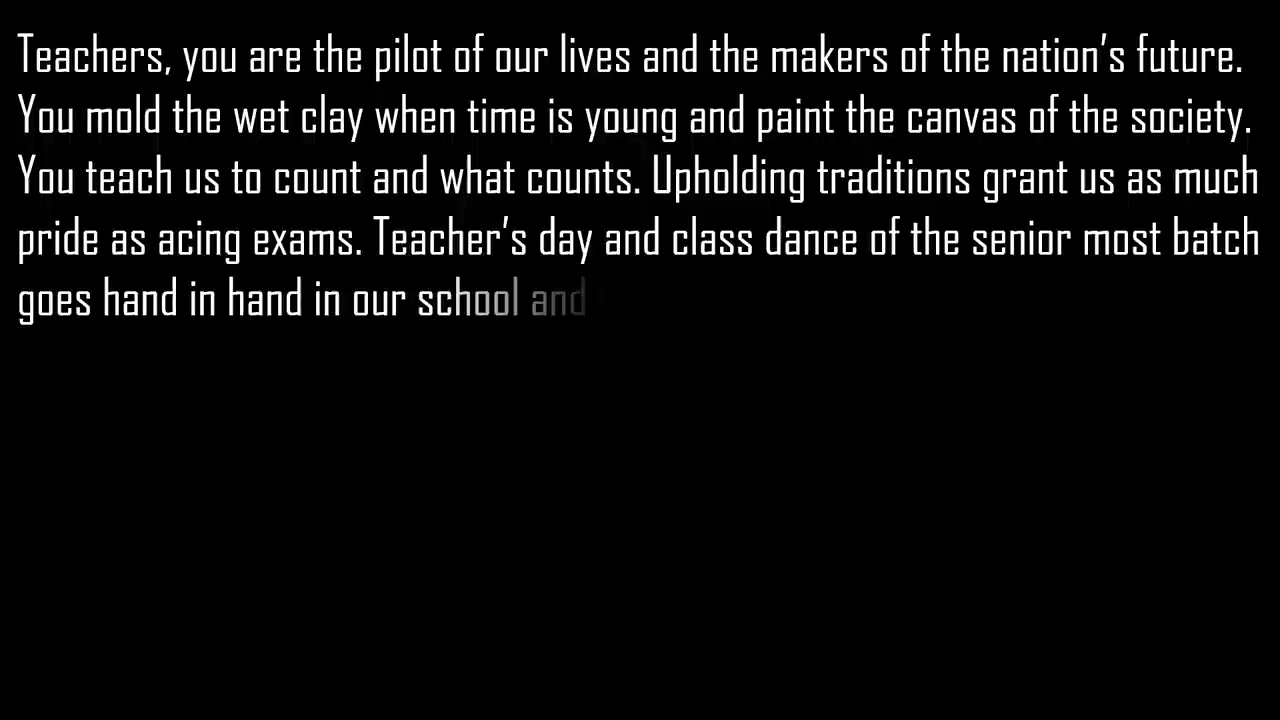 Teachers, you are the pilot of our lives and the makers of the nation’s future.
You mold the wet clay when time is young and paint the canvas of the society.
You teach us to count and what counts. Upholding traditions grant us as much
pride as acing exams. Teacher’s day and class dance of the senior most batch
goes hand in hand in our school and